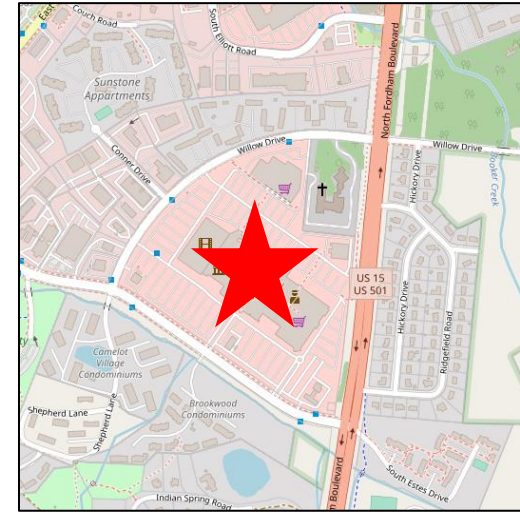 Couch Road
East
South Elliott Road
North Fordham Boulevard
Sunstone
Appartments
Willow Drive
Willow Drive
Conner Drive
Hickory Drive
US 15
US 501
Hickory Drive
Ridgefield Road
Camelot
Village
Condominiums
Shepherd Lane
Shepherd Lane
Brookwood
Condominiums
South Estes Drive
Indian Spring Road
m Boulevard